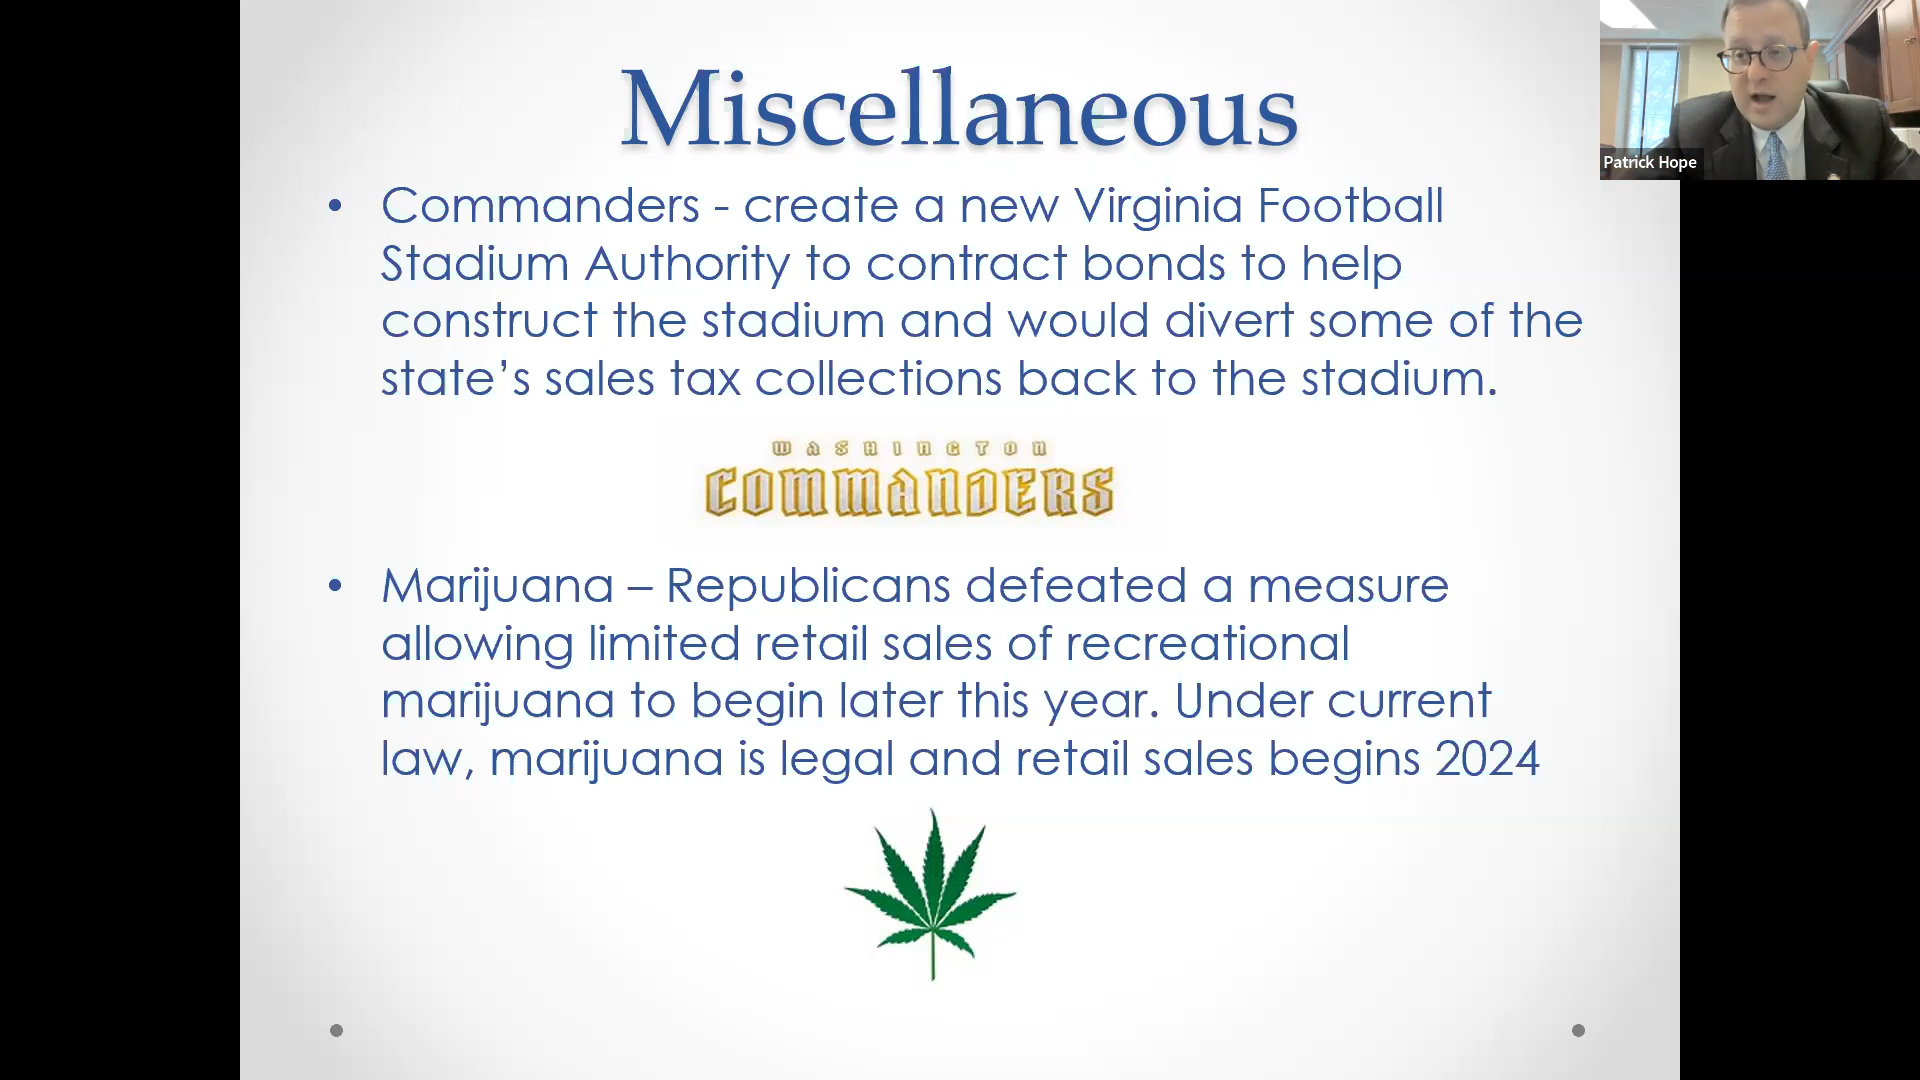 Miscellaneous
Patrick Hope
• Commanders - create a new Virginia Football
Stadium Authority to contract bonds to help
construct the stadium and would divert some of the
state’s sales tax collections back to the stadium.
WASHINGTON
COMMANDERS
• Marijuana – Republicans defeated a measure
allowing limited retail sales of recreational
marijuana to begin later this year. Under current
law, marijuana is legal and retail sales begins 2024